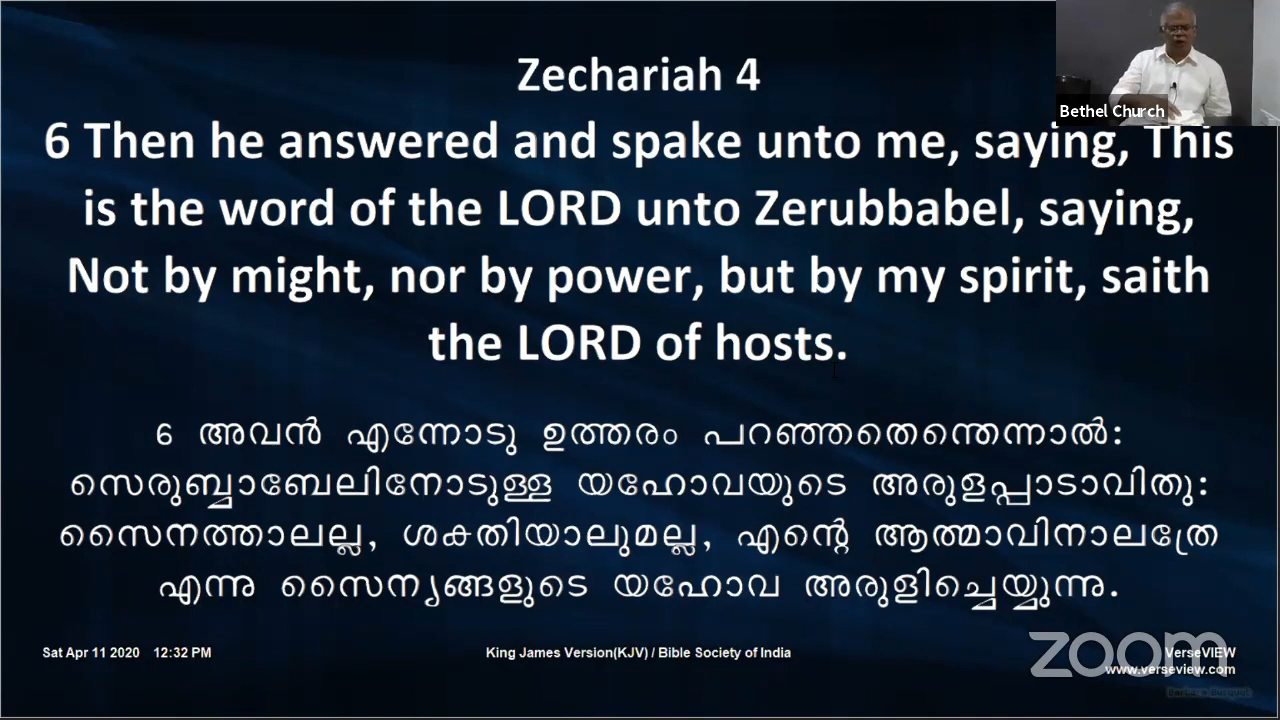 Zechariah 4
Bethel Church
6 Then he answered and spake unto me, saying, This
is the word of the LORD unto Zerubbabel, saying,
Not by might, nor by power, but by my spirit, saith
the LORD of hosts.
6 അവൻ എന്നോടു ഉത്തരം പറഞ്ഞതെന്തെന്നാൽ:
സെരുബ്ബാബേലിനോടുള്ള യഹോവയുടെ അരുളപ്പാടാവിതു:
സൈനത്താലല്ല, ശക്തിയാലുമല്ല, എന്റെ ആത്മാവിനാലത്രേ
എന്നു സൈന്യങ്ങളുടെ യഹോവ അരുളിച്ചെയ്യുന്നു.
Sat Apr 11 2020 12:32 PM
King James Version(KJV) / Bible Society of India
zoom
VerseVIEW
www.verseview.com